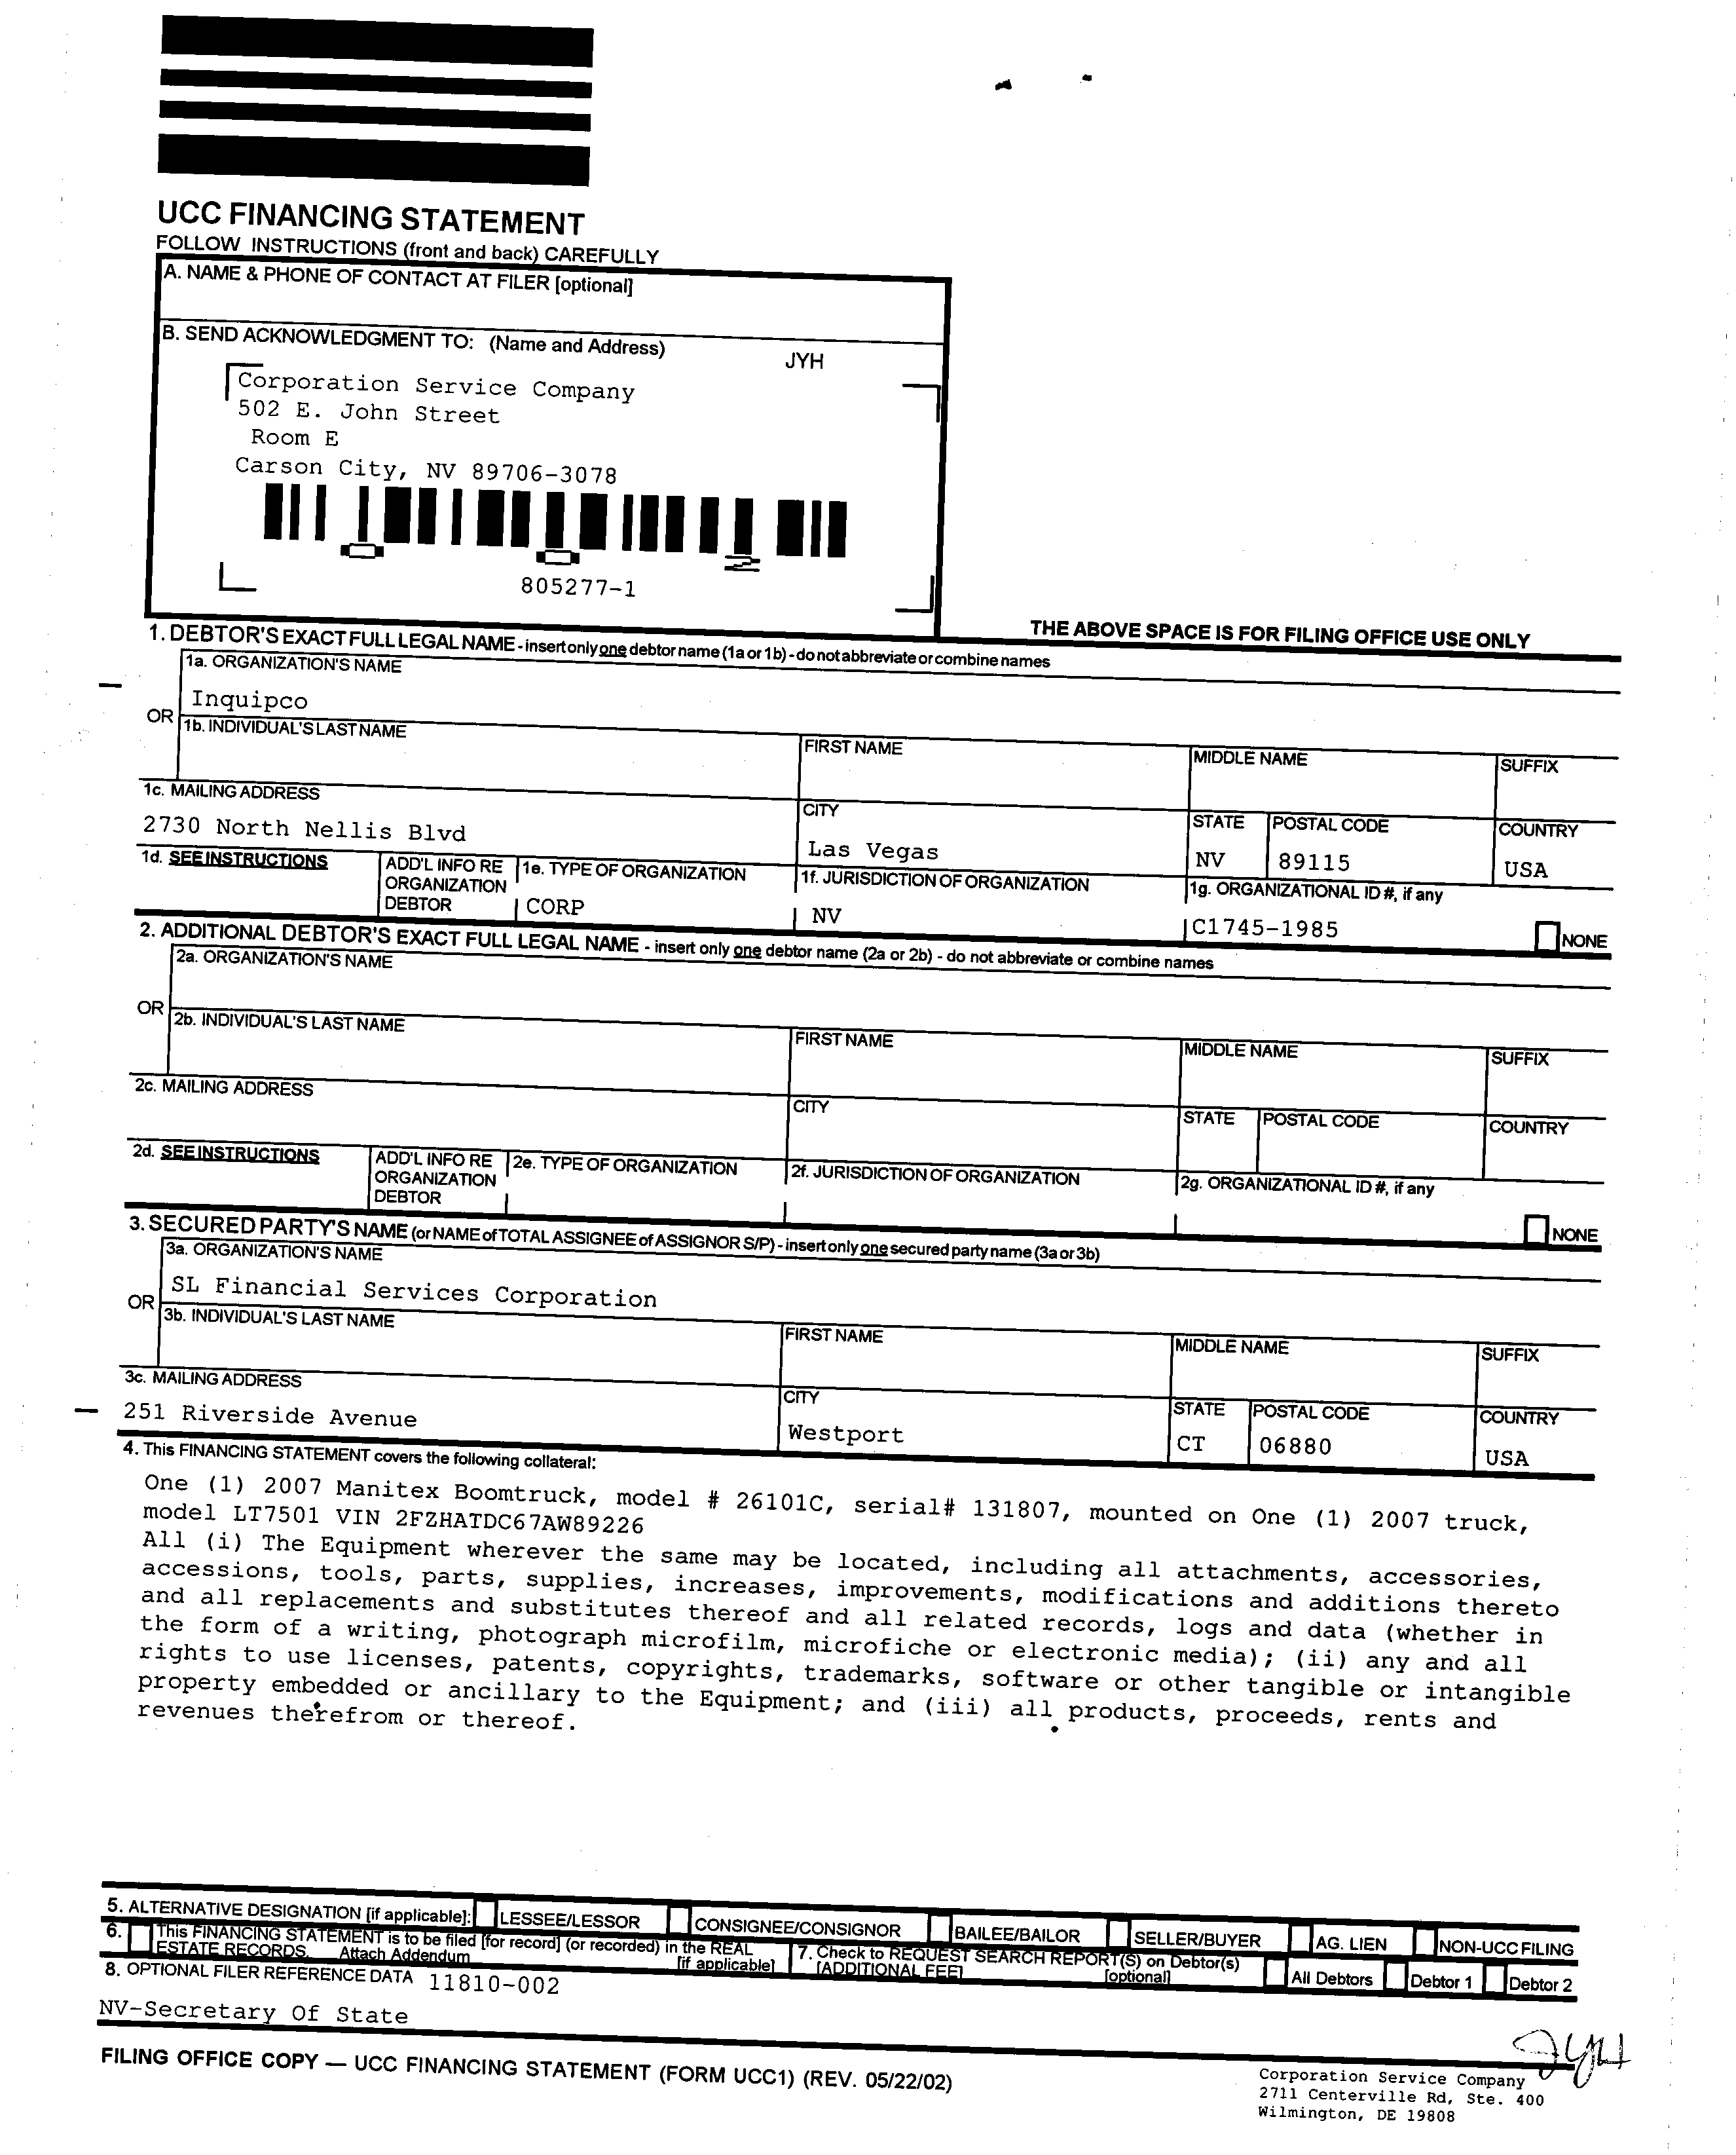 UCC FINANCING STATEMENT
FOLLOW INSTRUCTIONS (front and back) CAREFULLY
A. NAME & PHONE OF CONTACT AT FILER [optional]
B. SEND ACKNOWLEDGMENT TO: (Name and Address)
JYH
Corporation Service Company
502 E. John Street
Room E
Carson City, NV 89706-3078
805277-1
THE ABOVE SPACE IS FOR FILING OFFICE USE ONLY
1. DEBTOR'S EXACT FULL LEGAL NAME - insert only one debtor name (1a or 1b) - do not abbreviate or combine names
1a. ORGANIZATION'S NAME
Inquipco
OR
1b. INDIVIDUAL'S LAST NAME
FIRST NAME
MIDDLE NAME
SUFFIX
1c. MAILING ADDRESS
CITY
STATE
POSTAL CODE
COUNTRY
2730 North Nellis Blvd
Las Vegas
NV
89115
USA
1d. SEE INSTRUCTIONS
ADD'L INFO RE
ORGANIZATION
DEBTOR
1e. TYPE OF ORGANIZATION
CORP
1f. JURISDICTION OF ORGANIZATION
NV
1g. ORGANIZATIONAL ID #, if any
C1745-1985
NONE
2. ADDITIONAL DEBTOR'S EXACT FULL LEGAL NAME - insert only one debtor name (2a or 2b) - do not abbreviate or combine names
2a. ORGANIZATION'S NAME
OR
2b. INDIVIDUAL'S LAST NAME
FIRST NAME
MIDDLE NAME
SUFFIX
2c. MAILING ADDRESS
CITY
STATE
POSTAL CODE
COUNTRY
2d. SEE INSTRUCTIONS
ADD'L INFO RE
ORGANIZATION
DEBTOR
2e. TYPE OF ORGANIZATION
2f. JURISDICTION OF ORGANIZATION
2g. ORGANIZATIONAL ID #, if any
NONE
3. SECURED PARTY'S NAME (or NAME of TOTAL ASSIGNEE of ASSIGNOR S/P) - insert only one secured party name (3a or 3b)
3a. ORGANIZATION'S NAME
SL Financial Services Corporation
OR
3b. INDIVIDUAL'S LAST NAME
FIRST NAME
MIDDLE NAME
SUFFIX
3c. MAILING ADDRESS
CITY
STATE
POSTAL CODE
COUNTRY
251 Riverside Avenue
Westport
CT
06880
USA
4. This FINANCING STATEMENT covers the following collateral:
One (1) 2007 Manitex Boomtruck, model # 26101C, serial# 131807, mounted on One (1) 2007 truck,
model LT7501 VIN 2FZHATDC67AW89226
All (i) The Equipment wherever the same may be located, including all attachments, accessories,
accessions, tools, parts, supplies, increases, improvements, modifications and additions thereto
and all replacements and substitutes thereof and all related records, logs and data (whether in
the form of a writing, photograph microfilm, microfiche or electronic media); (ii) any and all
rights to use licenses, patents, copyrights, trademarks, software or other tangible or intangible
property embedded or ancillary to the Equipment; and (iii) all products, proceeds, rents and
revenues therefrom or thereof.
5. ALTERNATIVE DESIGNATION [if applicable]:
LESSEE/LESSOR
CONSIGNEE/CONSIGNOR
BAILEE/BAILOR
SELLER/BUYER
AG. LIEN
NON-UCC FILING
6.
This FINANCING STATEMENT is to be filed [for record] (or recorded) in the REAL
ESTATE RECORDS. Attach Addendum
[if applicable]
7. Check to REQUEST SEARCH REPORT(S) on Debtor(s)
[ADDITIONAL FEE]
[optional]
All Debtors
Debtor 1
Debtor 2
8. OPTIONAL FILER REFERENCE DATA 11810-002
NV-Secretary Of State
JYH
FILING OFFICE COPY — UCC FINANCING STATEMENT (FORM UCC1) (REV. 05/22/02)
Corporation Service Company
2711 Centerville Rd, Ste. 400
Wilmington, DE 19808